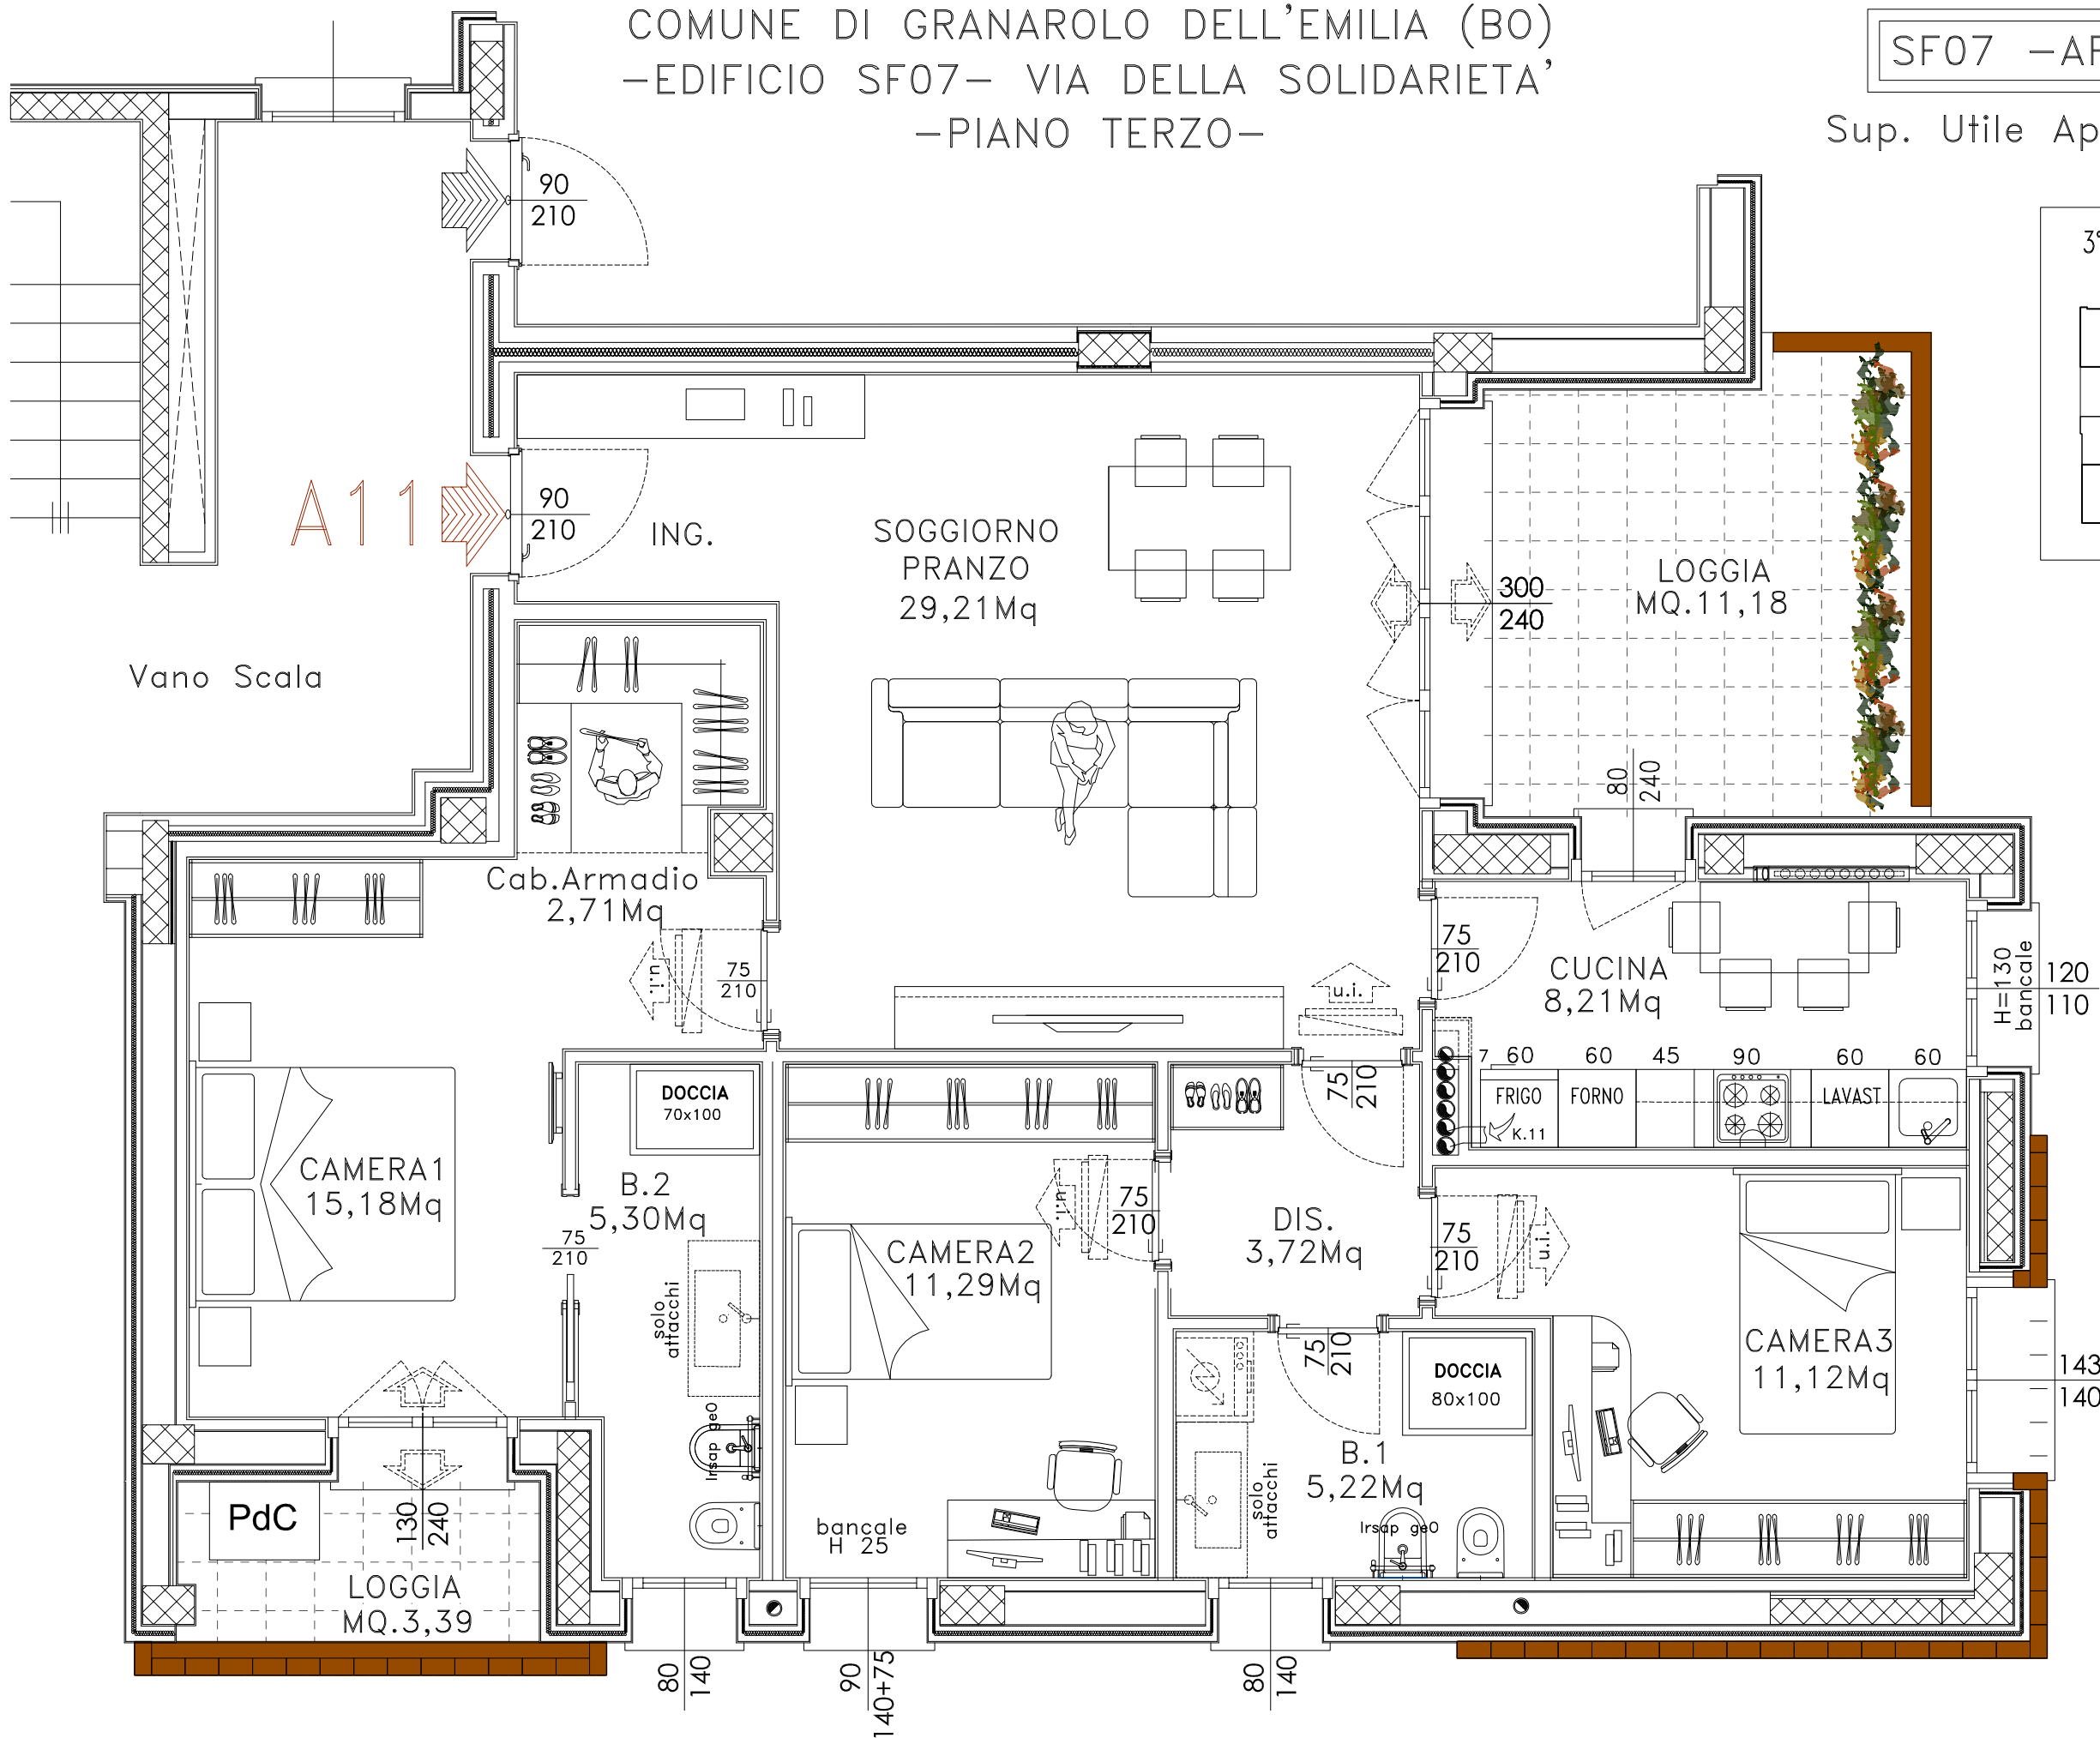 COMUNE DI GRANAROLO DELL'EMILIA (BO)
-EDIFICIO SF07- VIA DELLA SOLIDARIETA'
-PIANO TERZO-
SF07 -AP
Sup. Utile Ap
3°
90
210
A11
90
210
ING.
SOGGIORNO
PRANZO
29,21Mq
300
240
LOGGIA
MQ.11,18
Vano Scala
80
240
Cab.Armadio
2,71Mq
u.i.
75
210
u.i.
75
210
CUCINA
8,21Mq
H=130
bancale
120
110
7 60 60 45 90 60 60
FRIGO
FORNO
LAVAST
K.11
DOCCIA
70x100
75
210
CAMERA1
15,18Mq
B.2
5,30Mq
75
210
solo
attacchi
Irsap geO
CAMERA2
11,29Mq
u.i.
75
210
DIS.
3,72Mq
75
210
u.i.
75
210
DOCCIA
80x100
CAMERA3
11,12Mq
143
140
B.1
5,22Mq
solo
attacchi
Irsap geO
PdC
130
240
LOGGIA
MQ.3,39
bancale
H 25
80
140
90
140+75
80
140